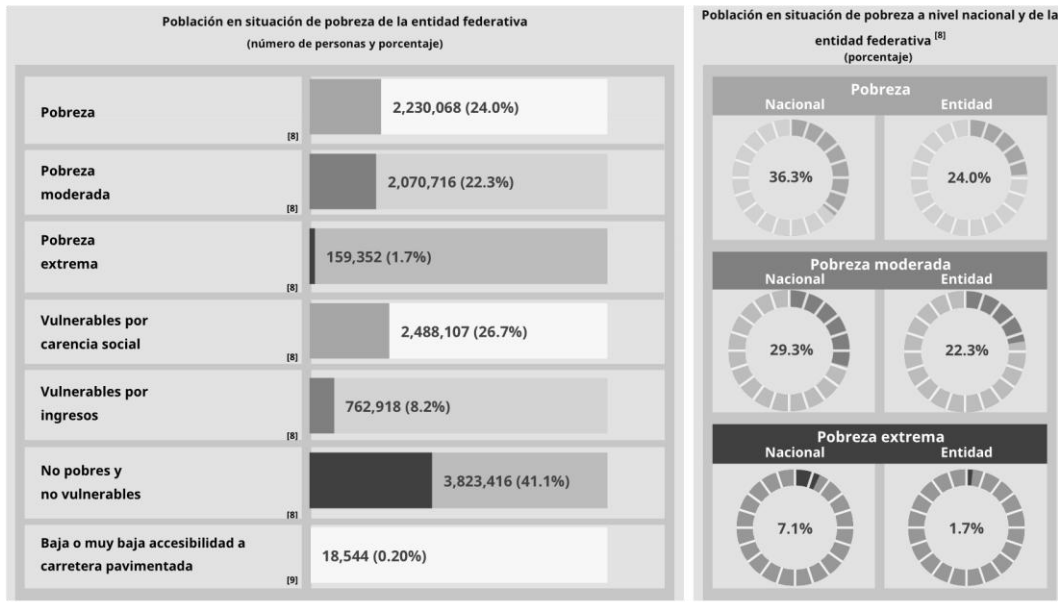 Población en situación de pobreza de la entidad federativa
(número de personas y porcentaje)
Pobreza
[8]
2,230,068 (24.0%)
Pobreza
moderada
[8]
2,070,716 (22.3%)
Pobreza
extrema
[8]
159,352 (1.7%)
Vulnerables por
carencia social
[8]
2,488,107 (26.7%)
Vulnerables por
ingresos
[8]
762,918 (8.2%)
No pobres y
no vulnerables
[8]
3,823,416 (41.1%)
Baja o muy baja accesibilidad a
carretera pavimentada
[9]
18,544 (0.20%)
Población en situación de pobreza a nivel nacional y de la
entidad federativa [8]
(porcentaje)
Pobreza
Nacional Entidad
36.3% 24.0%
Pobreza moderada
Nacional Entidad
29.3% 22.3%
Pobreza extrema
Nacional Entidad
7.1% 1.7%